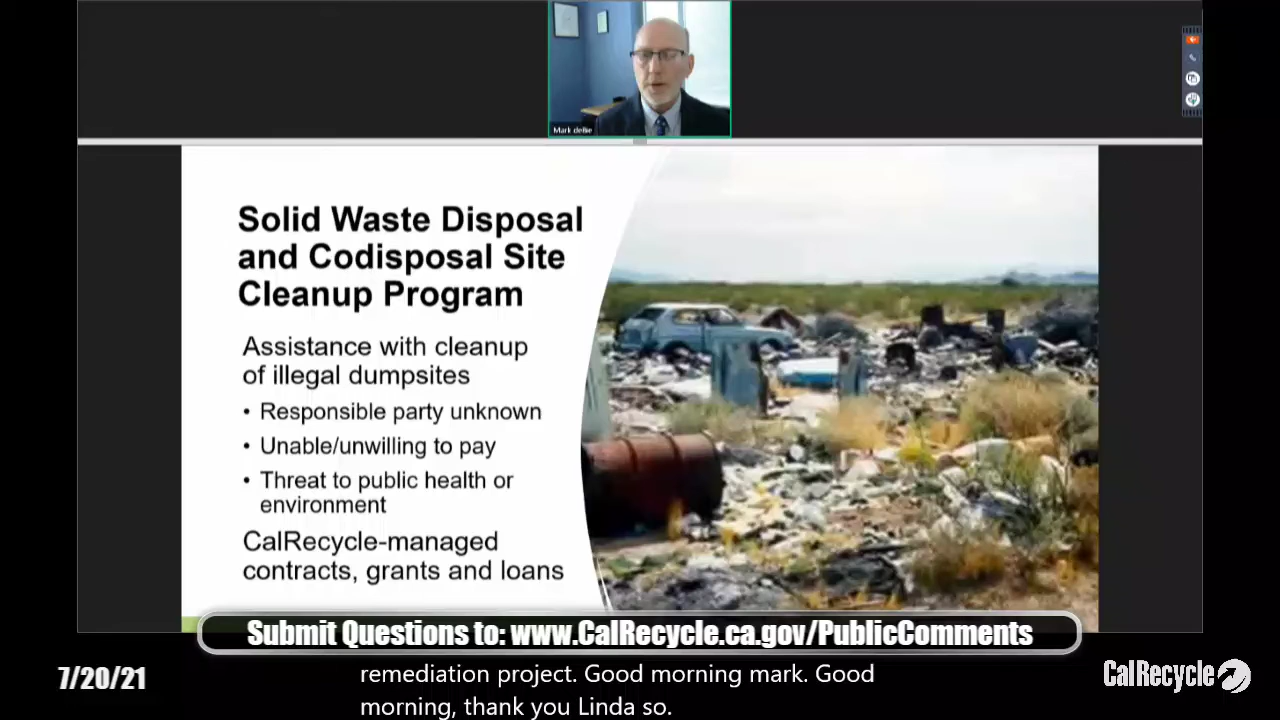 Mark deBie
Solid Waste Disposal
and Codisposal Site
Cleanup Program
Assistance with cleanup
of illegal dumpsites
• Responsible party unknown
• Unable/unwilling to pay
• Threat to public health or
environment
CalRecycle-managed
contracts, grants and loans
Submit Questions to: www.CalRecycle.ca.gov/PublicComments
7/20/21
remediation project. Good morning mark. Good
morning, thank you Linda so.
CalRecycle